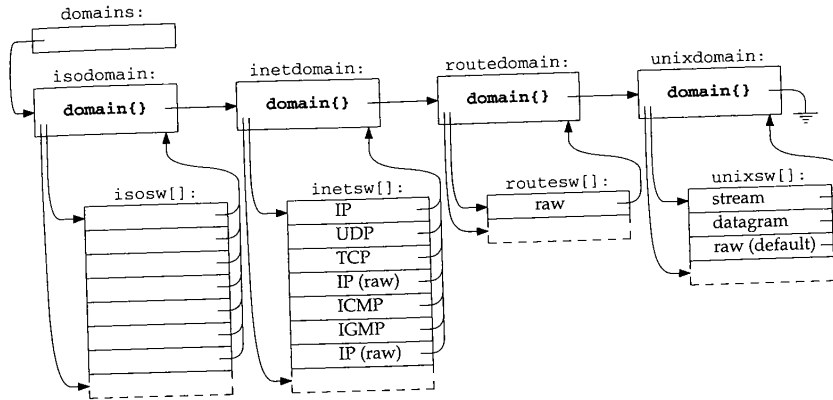 domains:
isodomain:
inetdomain:
routedomain:
unixdomain:
domain{}
domain{}
domain{}
domain{}
isosw[]:
inetsw[]:
routesw[]:
unixsw[]:
IP
UDP
TCP
IP (raw)
ICMP
IGMP
IP (raw)
raw
stream
datagram
raw (default)